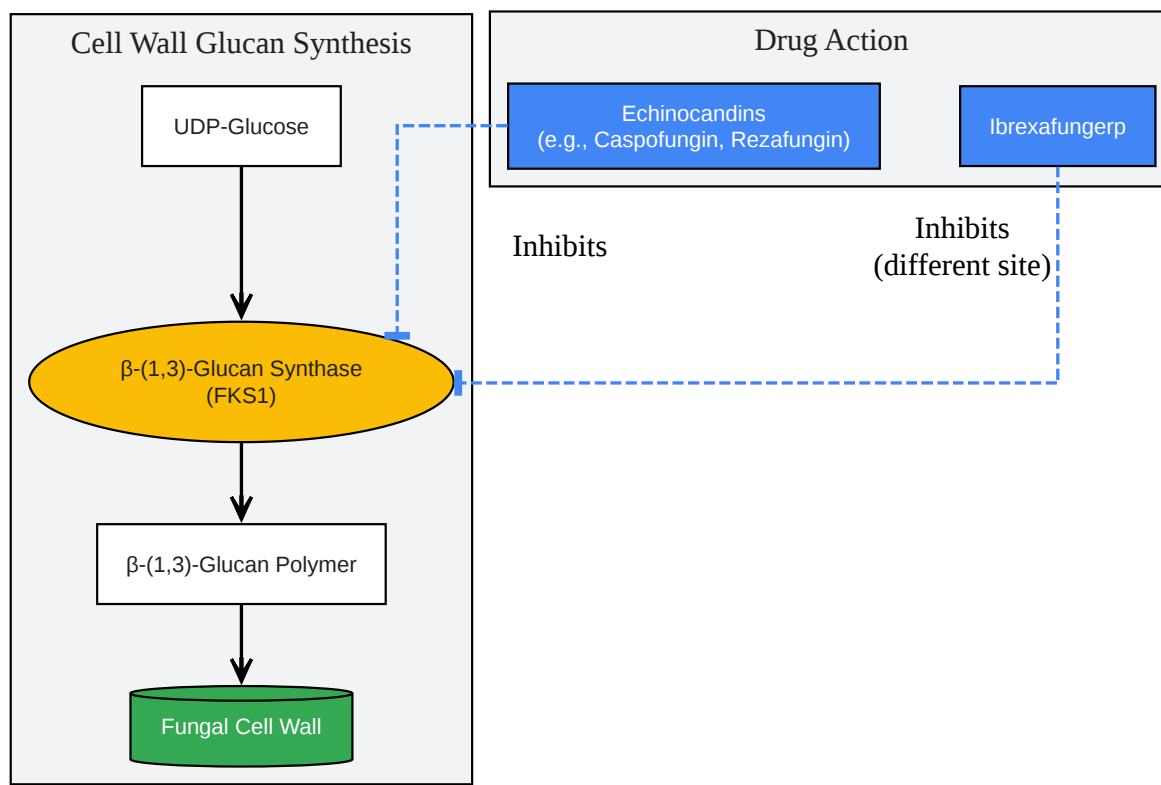 Cell Wall Glucan Synthesis
UDP-Glucose
β-(1,3)-Glucan Synthase
(FKS1)
β-(1,3)-Glucan Polymer
Fungal Cell Wall
Drug Action
Echinocandins
(e.g., Caspofungin, Rezafungin)
Ibrexafungerp
Inhibits
Inhibits
(different site)